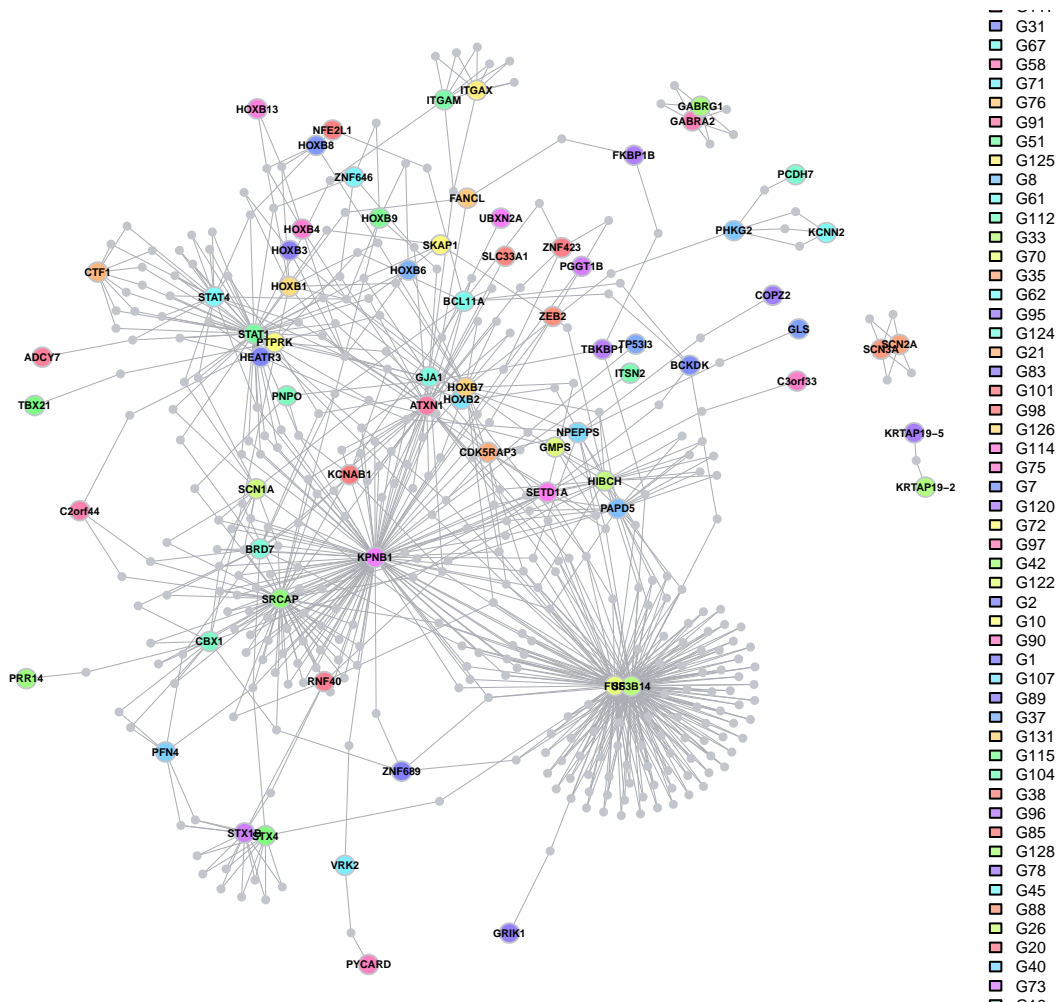 G31
G67
G58
G71
G76
G91
G51
G125
G8
G61
G112
G33
G70
G35
G62
G95
G124
G21
G83
G101
G98
G126
G114
G75
G7
G120
G72
G97
G42
G122
G2
G10
G90
G1
G107
G89
G37
G131
G115
G104
G38
G96
G85
G128
G78
G45
G88
G26
G20
G40
G73
ITGAX
ITGAM
GABRG1
GABRA2
HOXB13
NFE2L1
HOXB8
FKBP1B
ZNF646
PCDH7
FANCL
HOXB9
UBXN2A
HOXB4
PHKG2
KCNN2
SKAP1
HOXB3
ZNF423
SLC33A1
PGGT1B
CTF1
HOXB6
HOXB1
STAT4
BCL11A
COPZ2
ZEB2
GLS
STAT1
PTPRK
TBKBP1
TP53I3
SCN3A
SCN2A
ADCY7
HEATR3
BCKDK
ITSN2
GJA1
C3orf33
HOXB7
PNPO
HOXB2
TBX21
ATXN1
NPEPPS
KRTAP19-5
GMPS
CDK5RAP3
KCNAB1
HIBCH
SCN1A
SETD1A
KRTAP19-2
PAPD5
C2orf44
BRD7
KPNB1
SRCAP
CBX1
PRR14
RNF40
SF3B14
PFN4
ZNF689
STX1B
STX4
VRK2
GRIK1
PYCARD